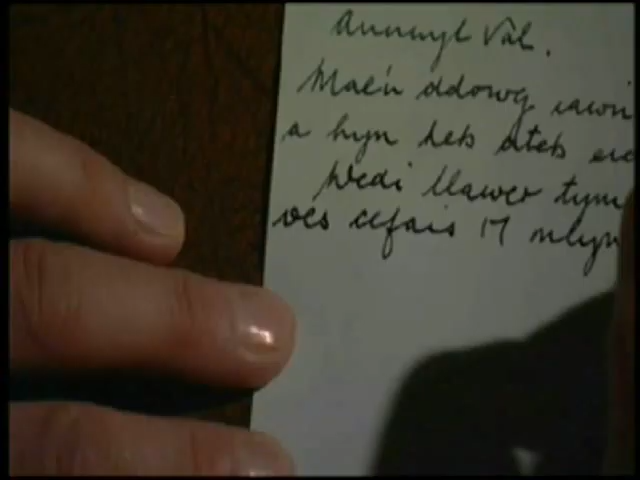 Annwyl Val.
Mae'n ddrwg iawn
a hyn heb ateb
Wedi llawer tym
oes cefais 17 mlyn